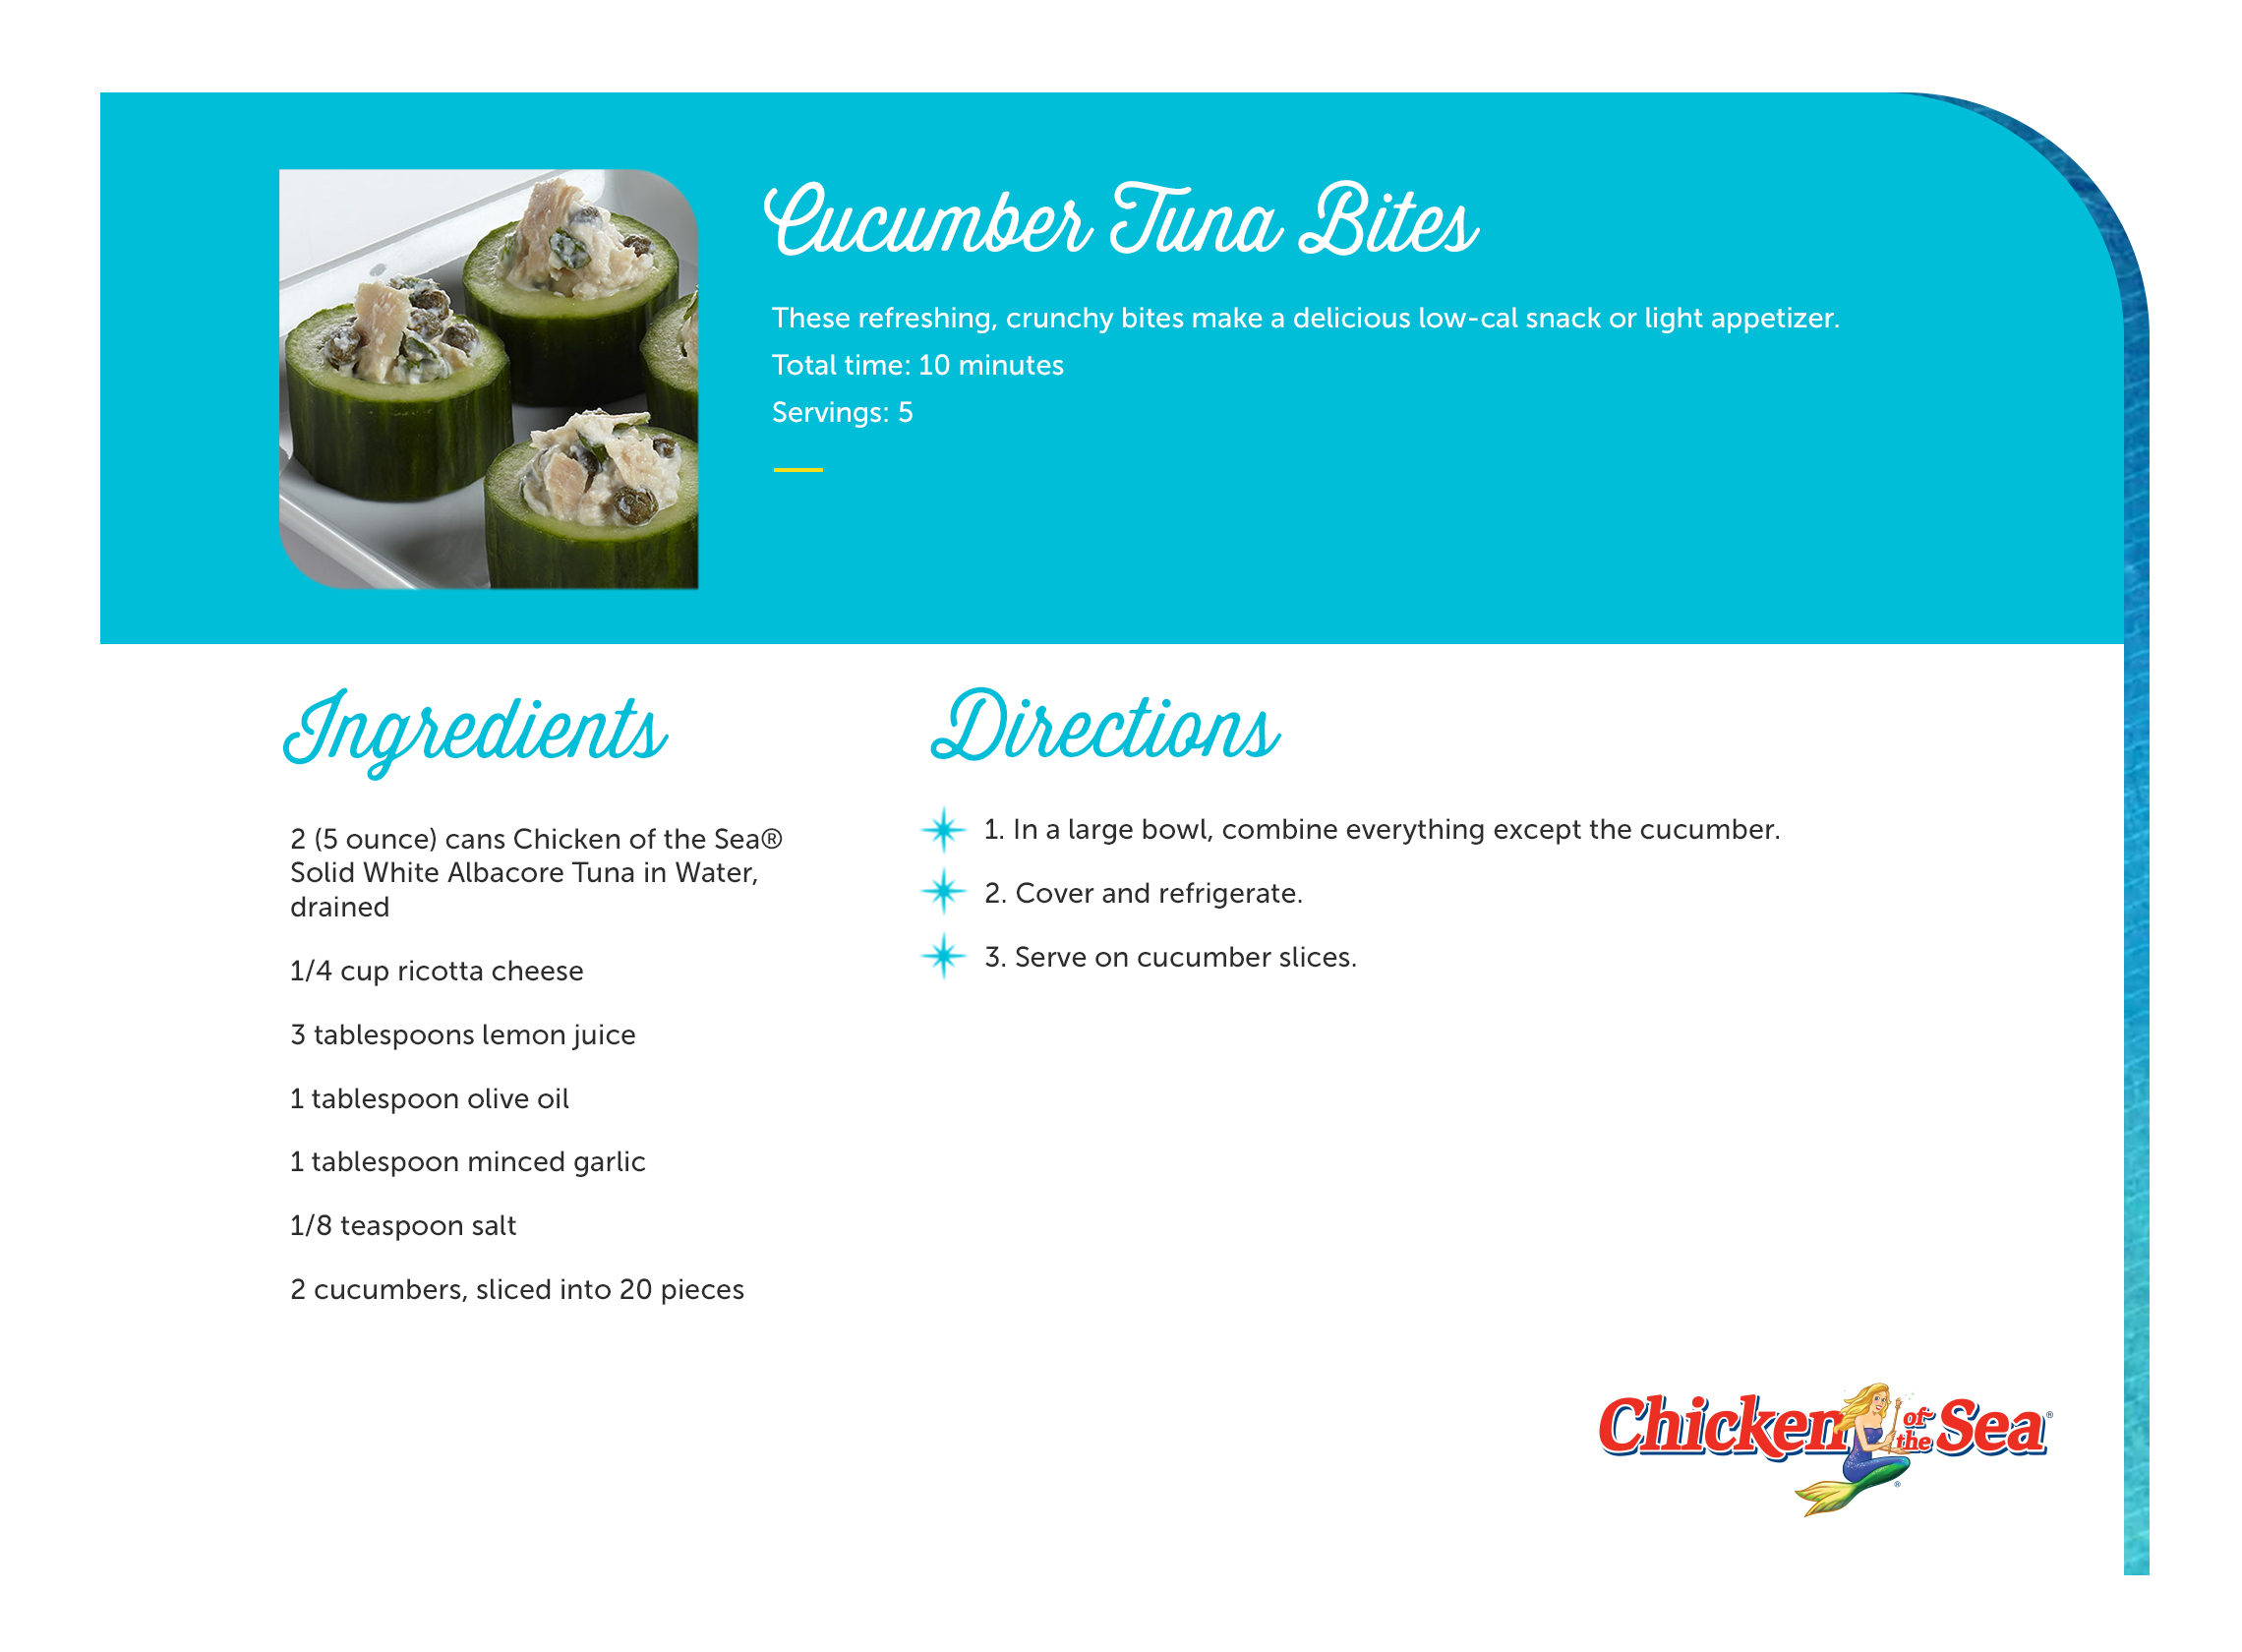 Cucumber Tuna Bites
These refreshing, crunchy bites make a delicious low-cal snack or light appetizer.
Total time: 10 minutes
Servings: 5
Ingredients
2 (5 ounce) cans Chicken of the Sea®
Solid White Albacore Tuna in Water,
drained
1/4 cup ricotta cheese
3 tablespoons lemon juice
1 tablespoon olive oil
1 tablespoon minced garlic
1/8 teaspoon salt
2 cucumbers, sliced into 20 pieces
Directions
1. In a large bowl, combine everything except the cucumber.
2. Cover and refrigerate.
3. Serve on cucumber slices.
Chicken of the Sea®
®